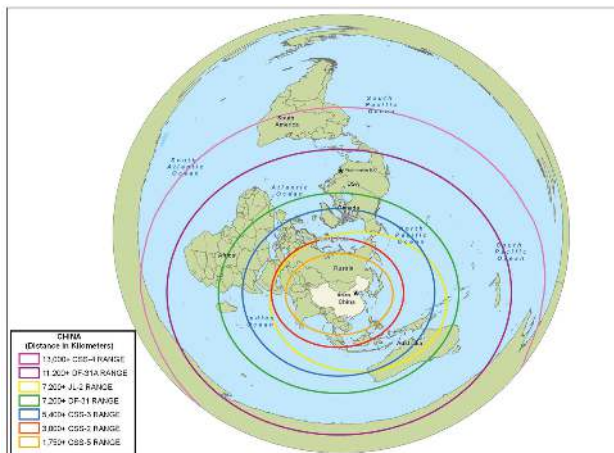 South
Pacific
Ocean
South
America
South
Atlantic
Ocean
Atlantic
Ocean
USA
Canada
North
Pacific
Ocean
South
Pacific
Ocean
Africa
Russia
China
Indian
Ocean
Australia
CHINA
(Distance in Kilometers)
13,000+ CSS-4 RANGE
11,200+ DF-31A RANGE
7,200+ JL-2 RANGE
7,200+ DF-31 RANGE
5,400+ CSS-3 RANGE
3,000+ CSS-2 RANGE
1,750+ CSS-5 RANGE